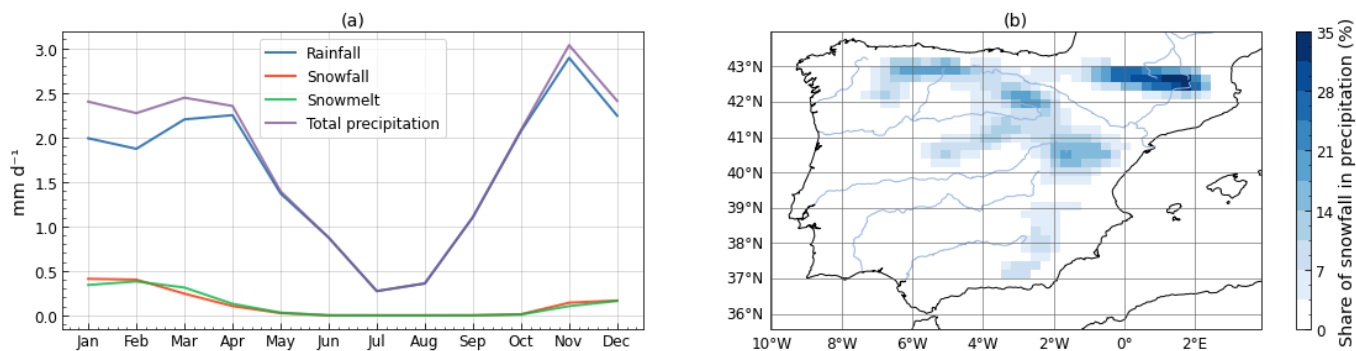 (a)
3.0
2.5
2.0
1.5
1.0
0.5
0.0
mm d⁻¹
Rainfall
Snowfall
Snowmelt
Total precipitation
Jan Feb Mar Apr May Jun Jul Aug Sep Oct Nov Dec
(b)
43°N
42°N
41°N
40°N
39°N
38°N
37°N
36°N
10°W 8°W 6°W 4°W 2°W 0° 2°E
35
28
21
14
7
0
Share of snowfall in precipitation (%)